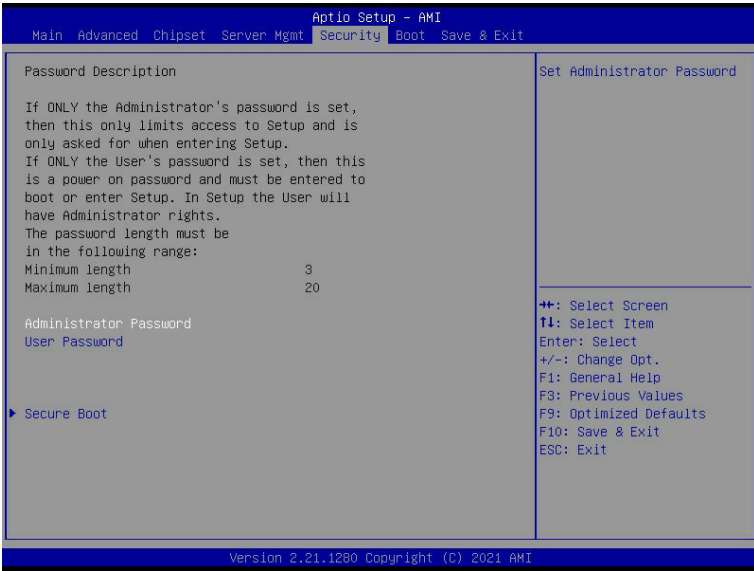 Aptio Setup - AMI
Main Advanced Chipset Server Mgmt Security Boot Save & Exit
Password Description
If ONLY the Administrator's password is set,
then this only limits access to Setup and is
only asked for when entering Setup.
If ONLY the User's password is set, then this
is a power on password and must be entered to
boot or enter Setup. In Setup the User will
have Administrator rights.
The password length must be
in the following range:
Minimum length 3
Maximum length 20
Administrator Password
User Password
Secure Boot
Set Administrator Password
→←: Select Screen
↑↓: Select Item
Enter: Select
+/-: Change Opt.
F1: General Help
F3: Previous Values
F9: Optimized Defaults
F10: Save & Exit
ESC: Exit
Version 2.21.1280 Copyright (C) 2021 AMI